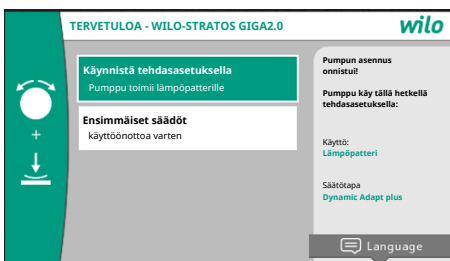 TERVETULOA - WILO-STRATOS GIGA2.0
wilo
Käynnistä tehdasasetuksella
Pumppu toimii lämpöpatterille
Ensimmäiset säädöt
käyttöönottoa varten
+
Pumpun asennus
onnistui!
Pumppu käy tällä hetkellä
tehdasasetuksella:
Käyttö:
Lämpöpatteri
Säätötapa
Dynamic Adapt plus
Language